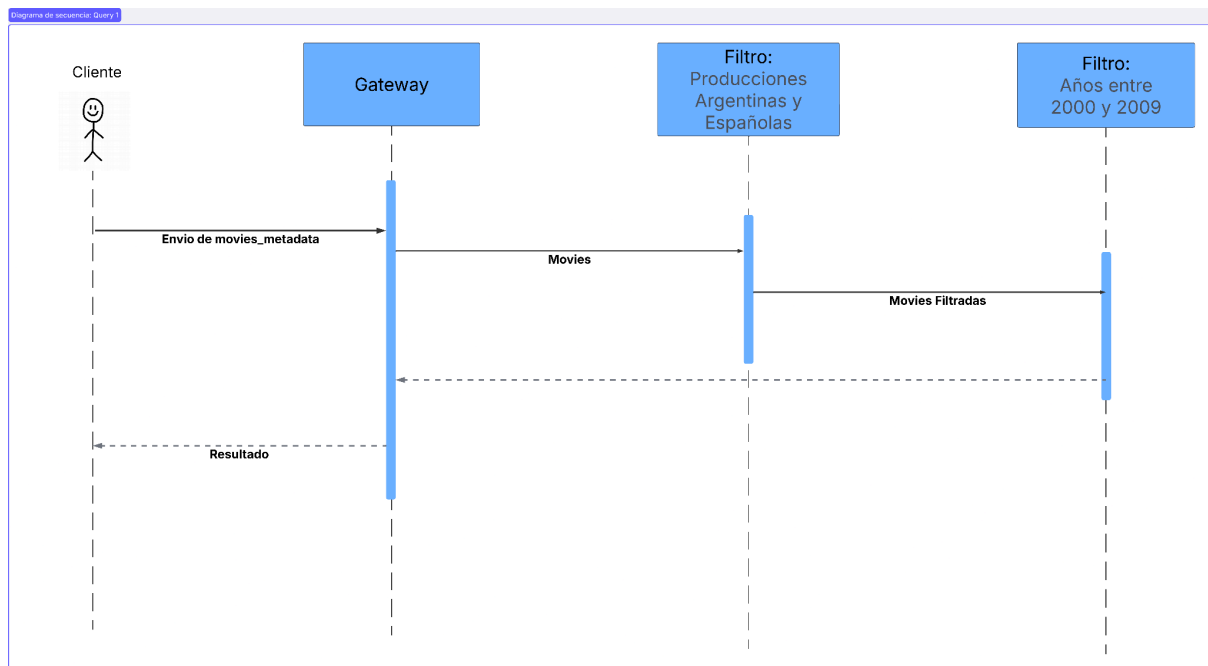 Diagrama de secuencia: Query 1
Cliente
Gateway
Filtro:
Producciones
Argentinas y
Españolas
Filtro:
Años entre
2000 y 2009
Envio de movies_metadata
Movies
Movies Filtradas
Resultado